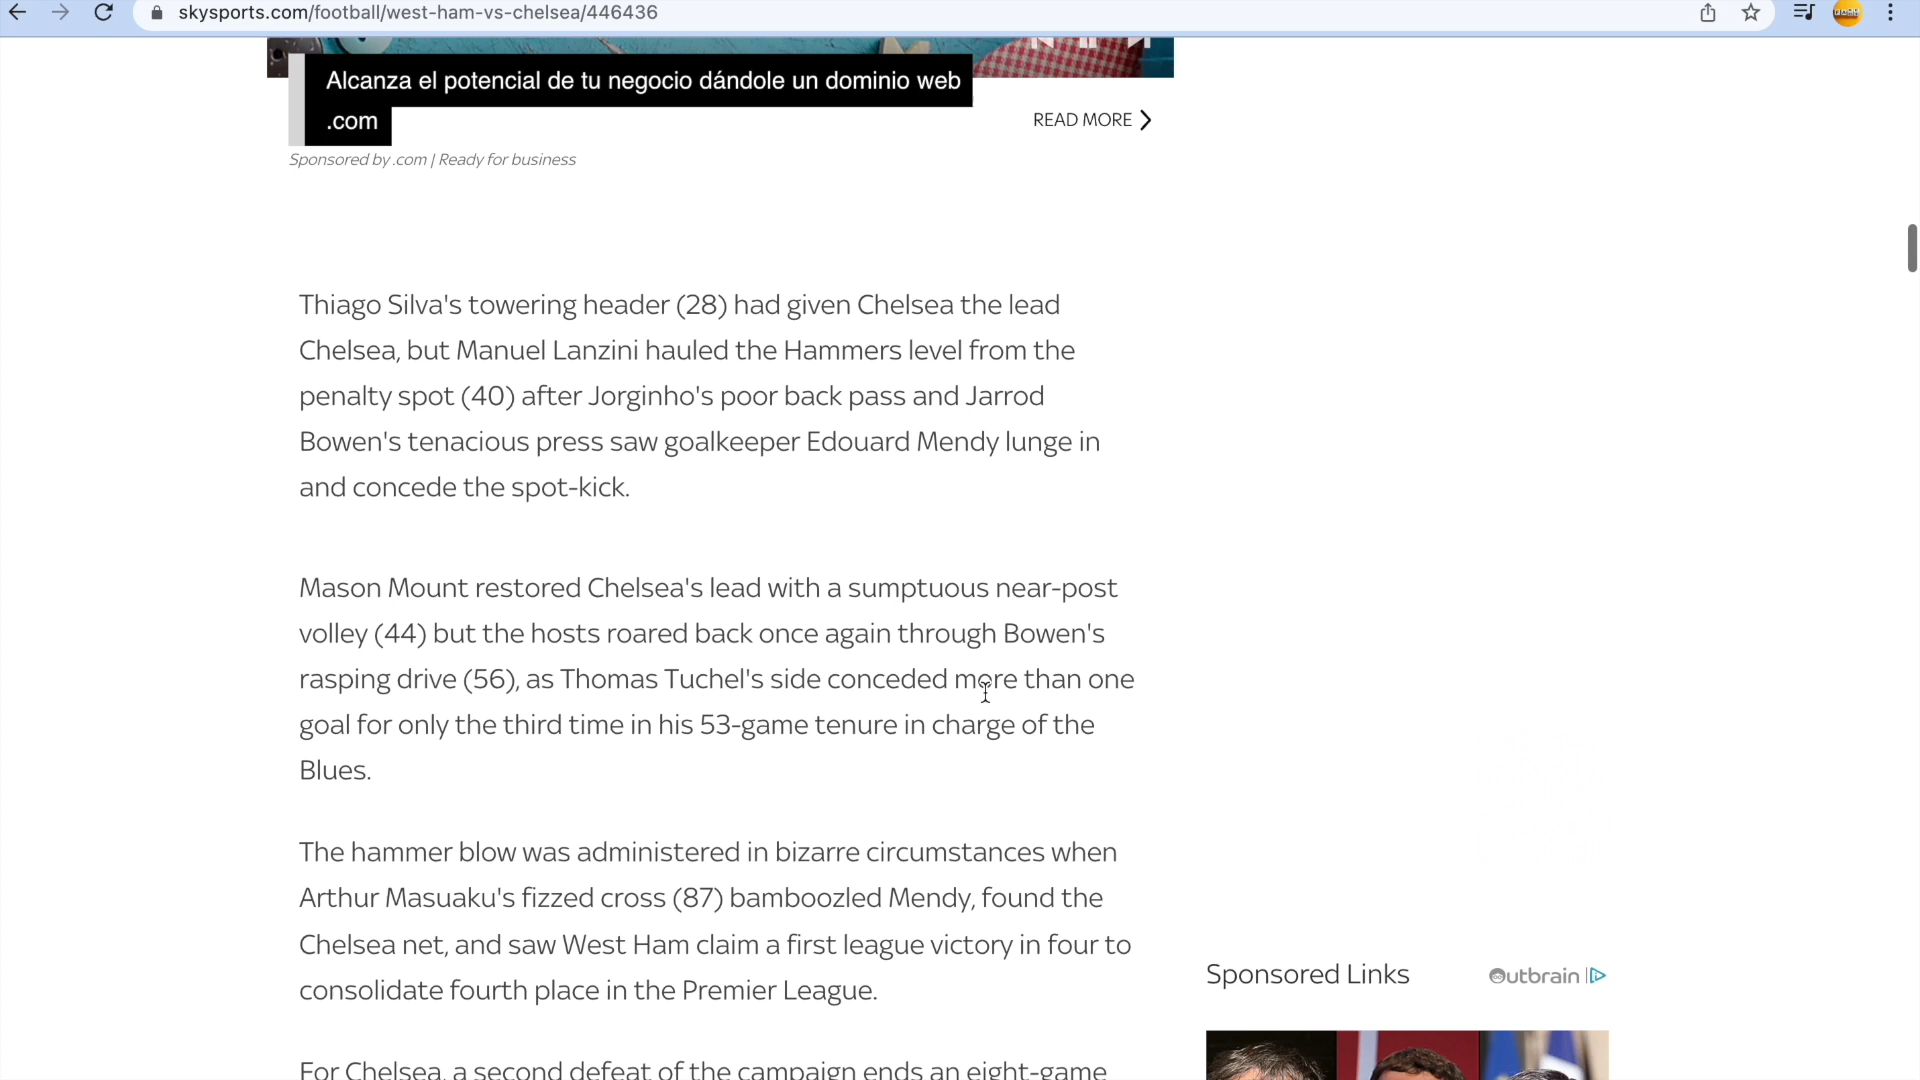 skysports.com/football/west-ham-vs-chelsea/446436
Alcanza el potencial de tu negocio dándole un dominio web
.com
READ MORE
Sponsored by .com | Ready for business
Thiago Silva's towering header (28) had given Chelsea the lead
Chelsea, but Manuel Lanzini hauled the Hammers level from the
penalty spot (40) after Jorginho's poor back pass and Jarrod
Bowen's tenacious press saw goalkeeper Edouard Mendy lunge in
and concede the spot-kick.
Mason Mount restored Chelsea's lead with a sumptuous near-post
volley (44) but the hosts roared back once again through Bowen's
rasping drive (56), as Thomas Tuchel's side conceded more than one
goal for only the third time in his 53-game tenure in charge of the
Blues.
The hammer blow was administered in bizarre circumstances when
Arthur Masuaku's fizzed cross (87) bamboozled Mendy, found the
Chelsea net, and saw West Ham claim a first league victory in four to
consolidate fourth place in the Premier League.
Sponsored Links
Outbrain
For Chelsea, a second defeat of the campaign ends an eight-game